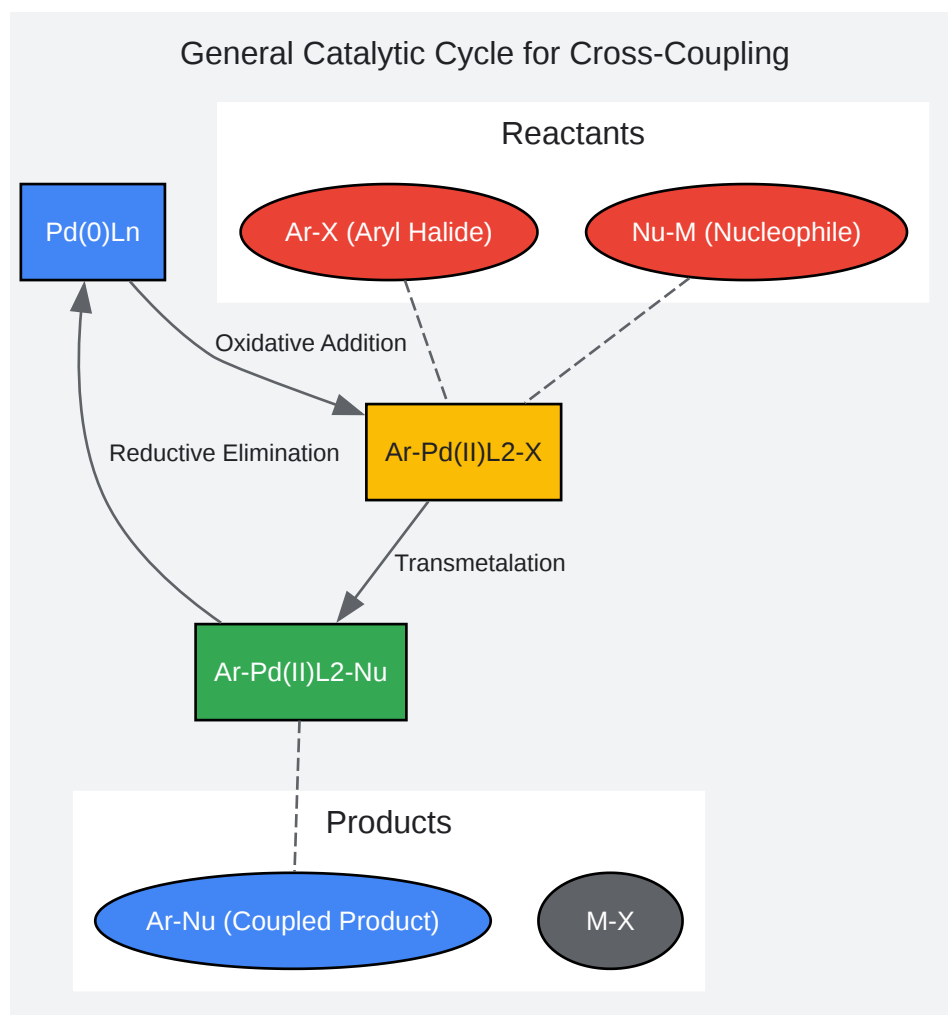 General Catalytic Cycle for Cross-Coupling
Reactants
Pd(0)Ln
Ar-X (Aryl Halide)
Nu-M (Nucleophile)
Oxidative Addition
Reductive Elimination
Ar-Pd(II)L2-X
Transmetalation
Ar-Pd(II)L2-Nu
Products
Ar-Nu (Coupled Product)
M-X